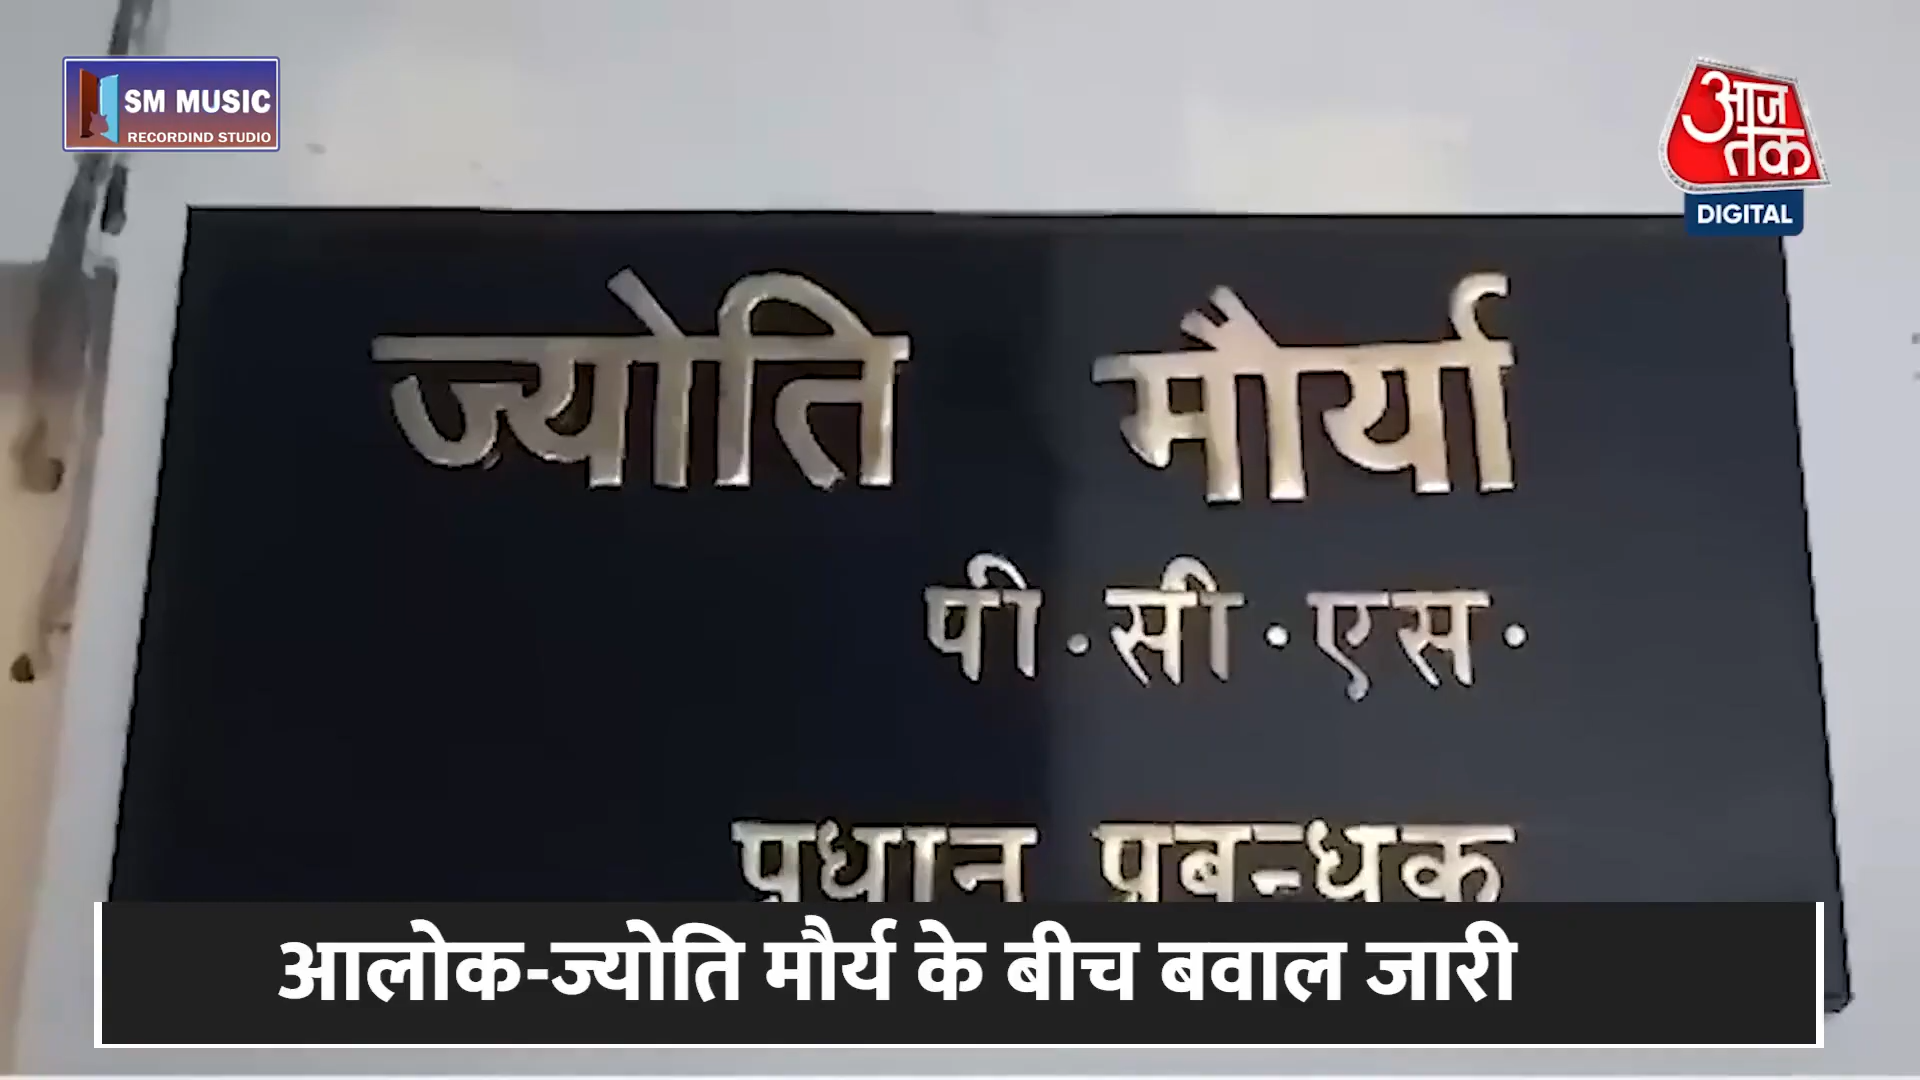 SM MUSIC
RECORDIND STUDIO
आज
तक
DIGITAL
ज्योति मौर्या
पी.सी.एस.
प्रधान प्रबन्धक
आलोक-ज्योति मौर्य के बीच बवाल जारी